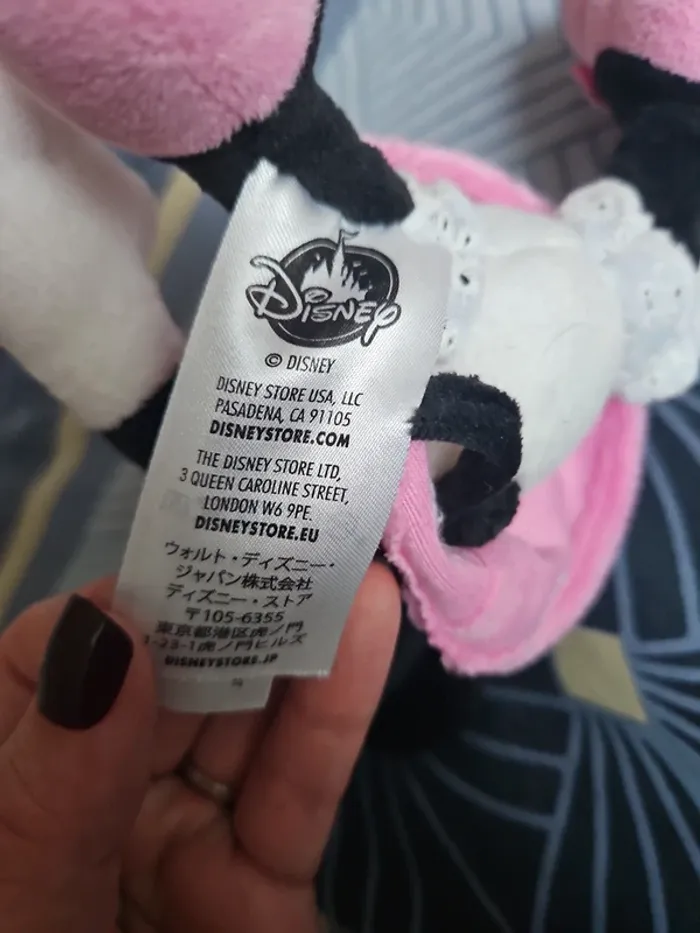 Disney
© DISNEY
DISNEY STORE USA, LLC
PASADENA, CA 91105
DISNEYSTORE.COM
THE DISNEY STORE LTD,
3 QUEEN CAROLINE STREET,
LONDON W6 9PE.
DISNEYSTORE.EU
ウォルト・ディズニー・
ジャパン株式会社
ディズニー・ストア
〒105-6355
東京都港区虎ノ門
1-23-1虎ノ門ヒルズ
DISNEYSTORE.JP